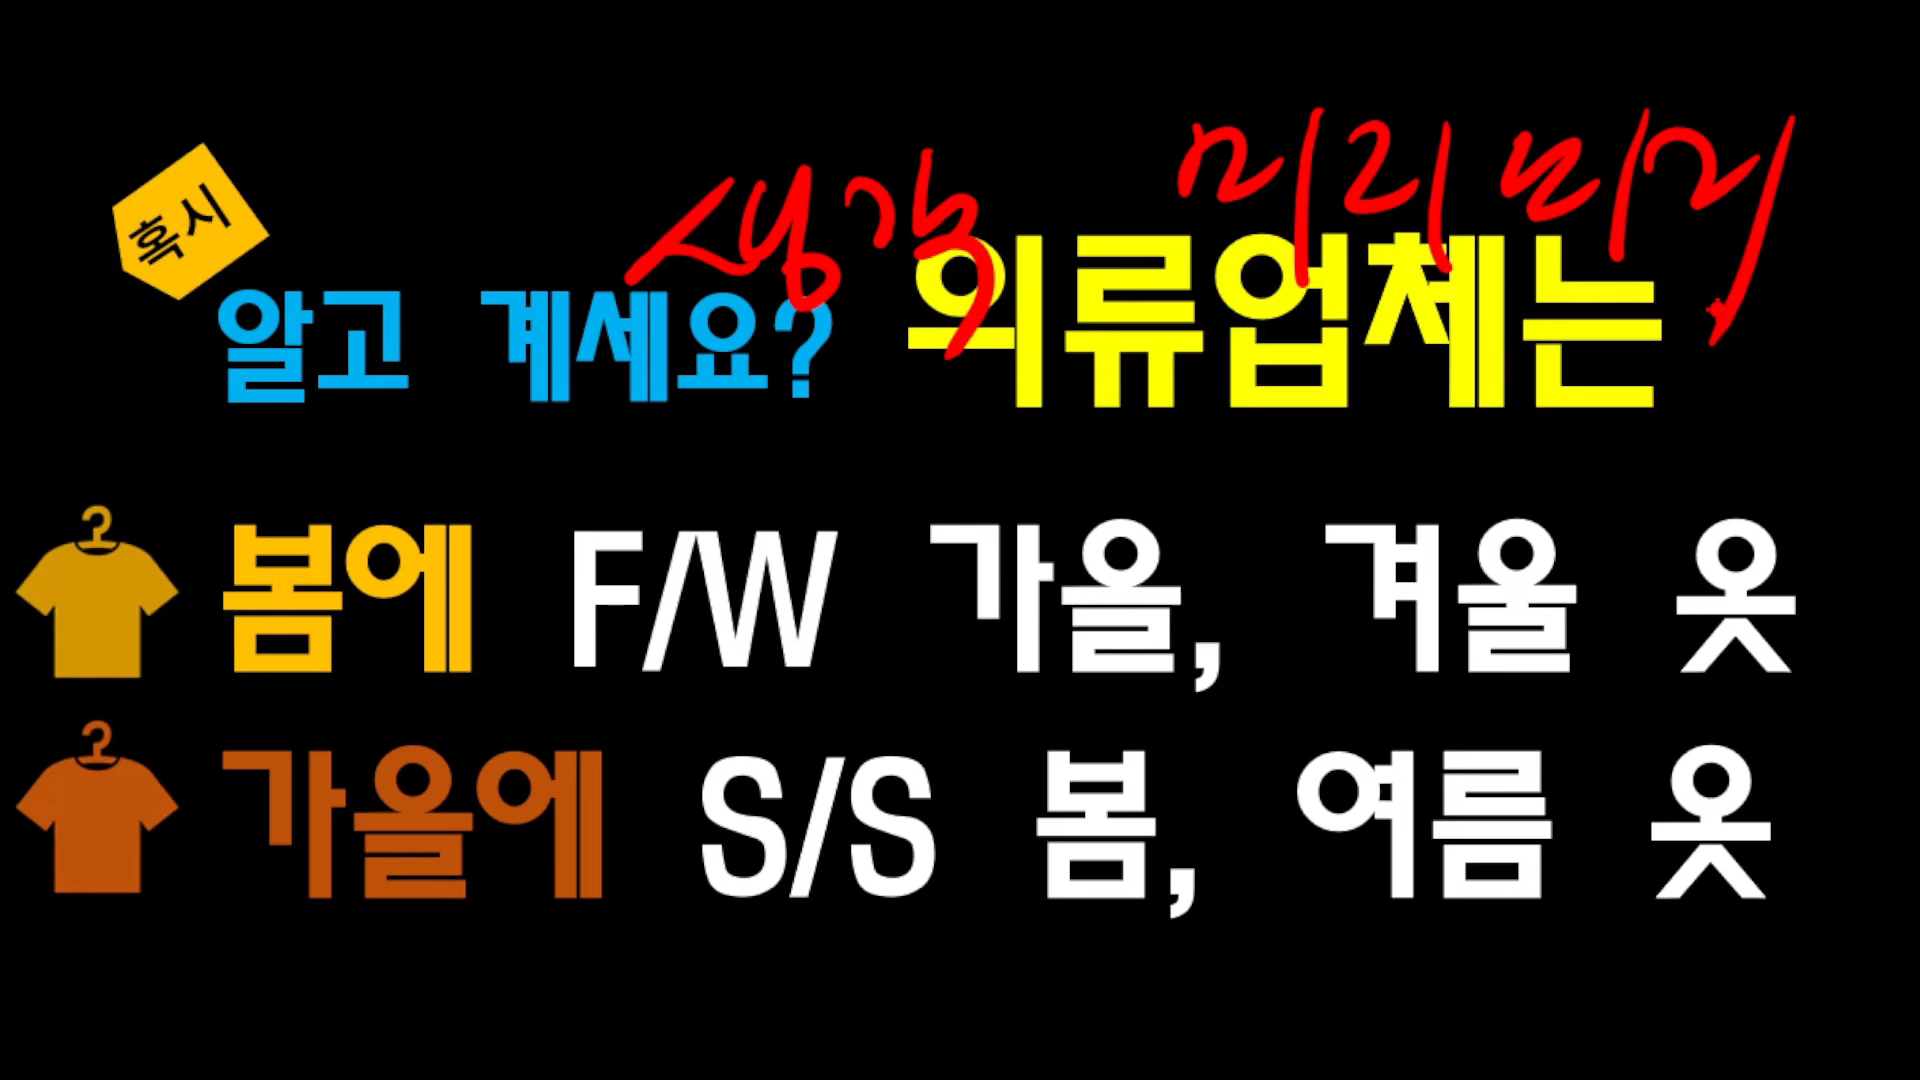 혹시
생각 미리미리
알고 계세요? 의류업체는
봄에 F/W 가을, 겨울 옷
가을에 S/S 봄, 여름 옷